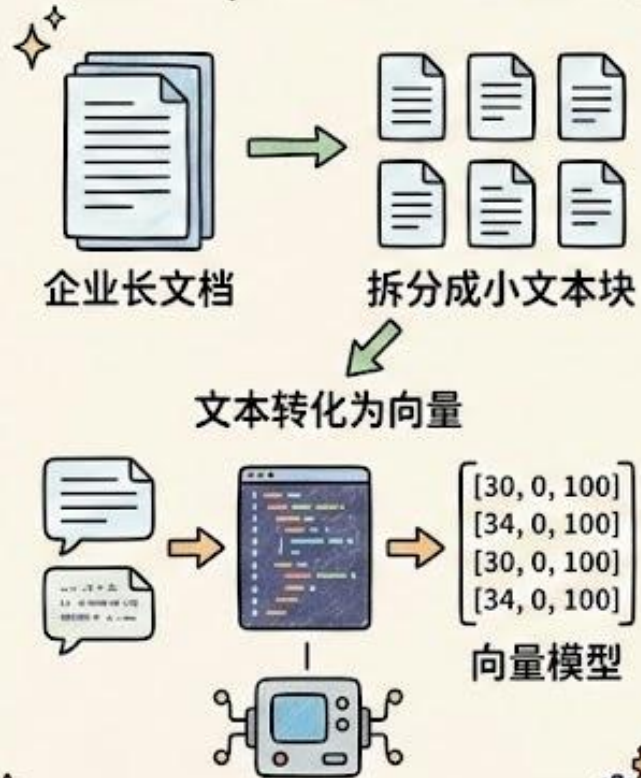 企业长文档
拆分成小文本块
文本转化为向量
[30, 0, 100]
[34, 0, 100]
[30, 0, 100]
[34, 0, 100]
向量模型